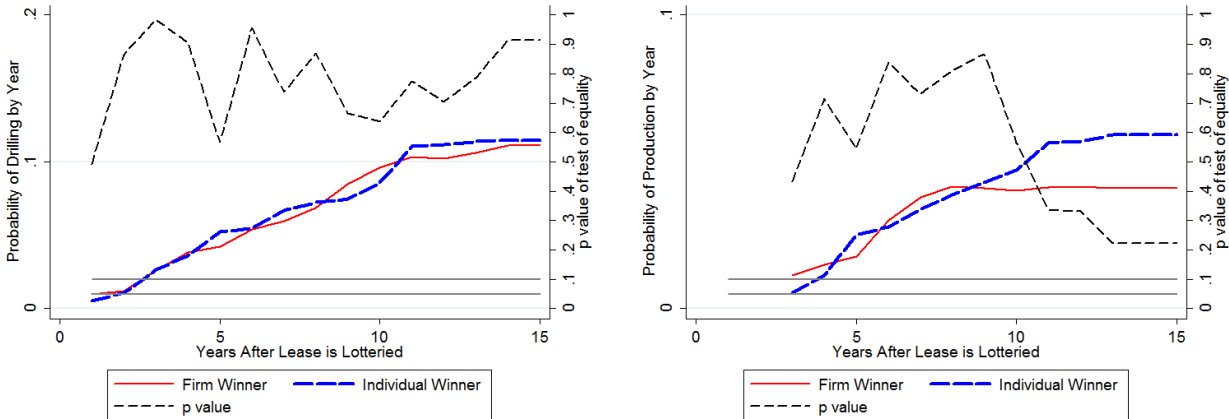 Probability of Drilling by Year
.2
.1
0
1
.9
.8
.7
.6
.5
.4
.3
.2
.1
0
p value of test of equality
0
5
10
15
Years After Lease is Lotteried
Firm Winner
Individual Winner
p value
Probability of Production by Year
.1
0
1
.9
.8
.7
.6
.5
.4
.3
.2
.1
0
p value of test of equality
0
5
10
15
Years After Lease is Lotteried
Firm Winner
Individual Winner
p value